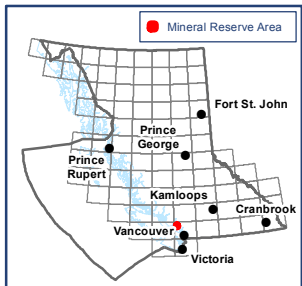 Mineral Reserve Area
Fort St. John
Prince
George
Prince
Rupert
Kamloops
Cranbrook
Vancouver
Victoria